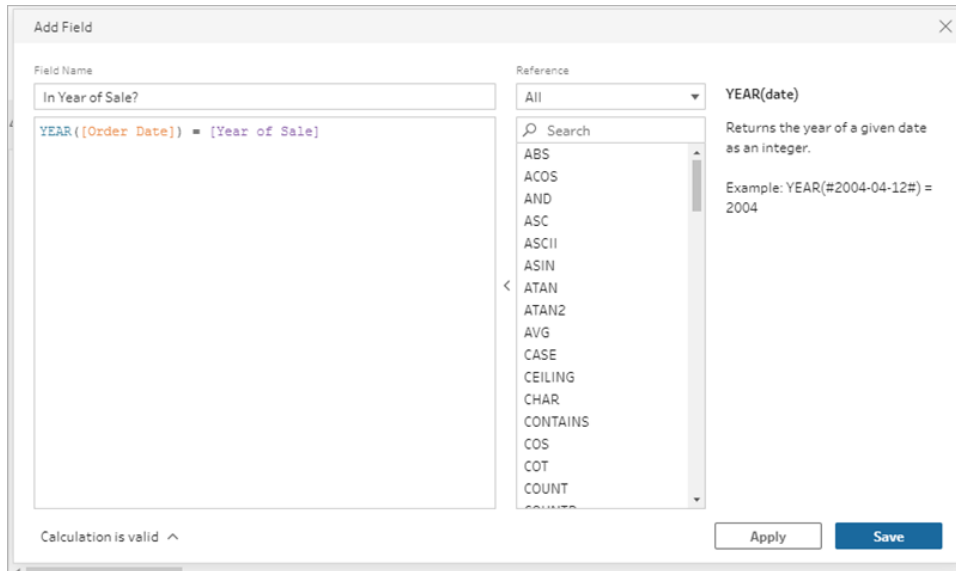 Add Field
Field Name
In Year of Sale?
YEAR([Order Date]) = [Year of Sale]
Reference
All
Search
ABS
ACOS
AND
ASC
ASCII
ASIN
ATAN
ATAN2
AVG
CASE
CEILING
CHAR
CONTAINS
COS
COT
COUNT
COUNTD
YEAR(date)
Returns the year of a given date
as an integer.
Example: YEAR(#2004-04-12#) =
2004
Calculation is valid
Apply
Save